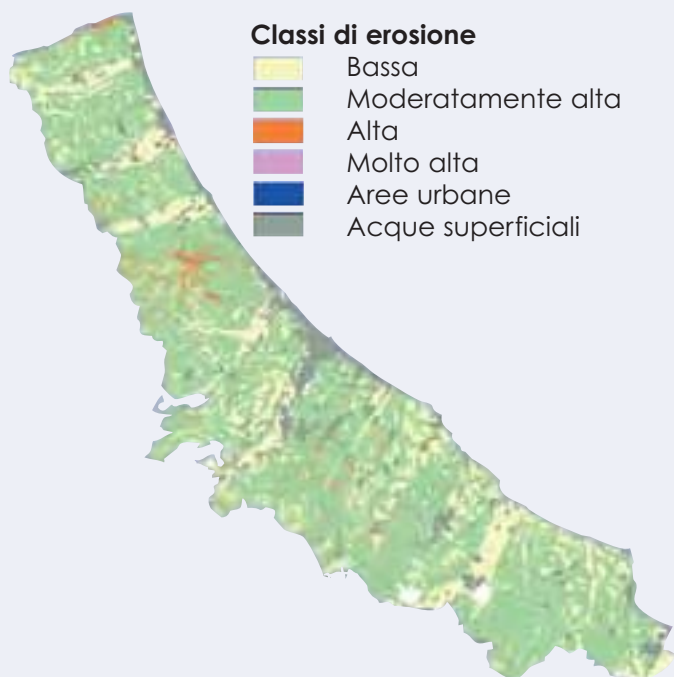 Classi di erosione
Bassa
Moderatamente alta
Alta
Molto alta
Aree urbane
Acque superficiali